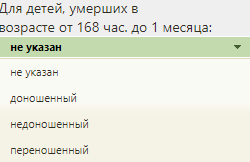 Для детей, умерших в
возрасте от 168 час. до 1 месяца:
не указан
не указан
доношенный
недоношенный
переношенный